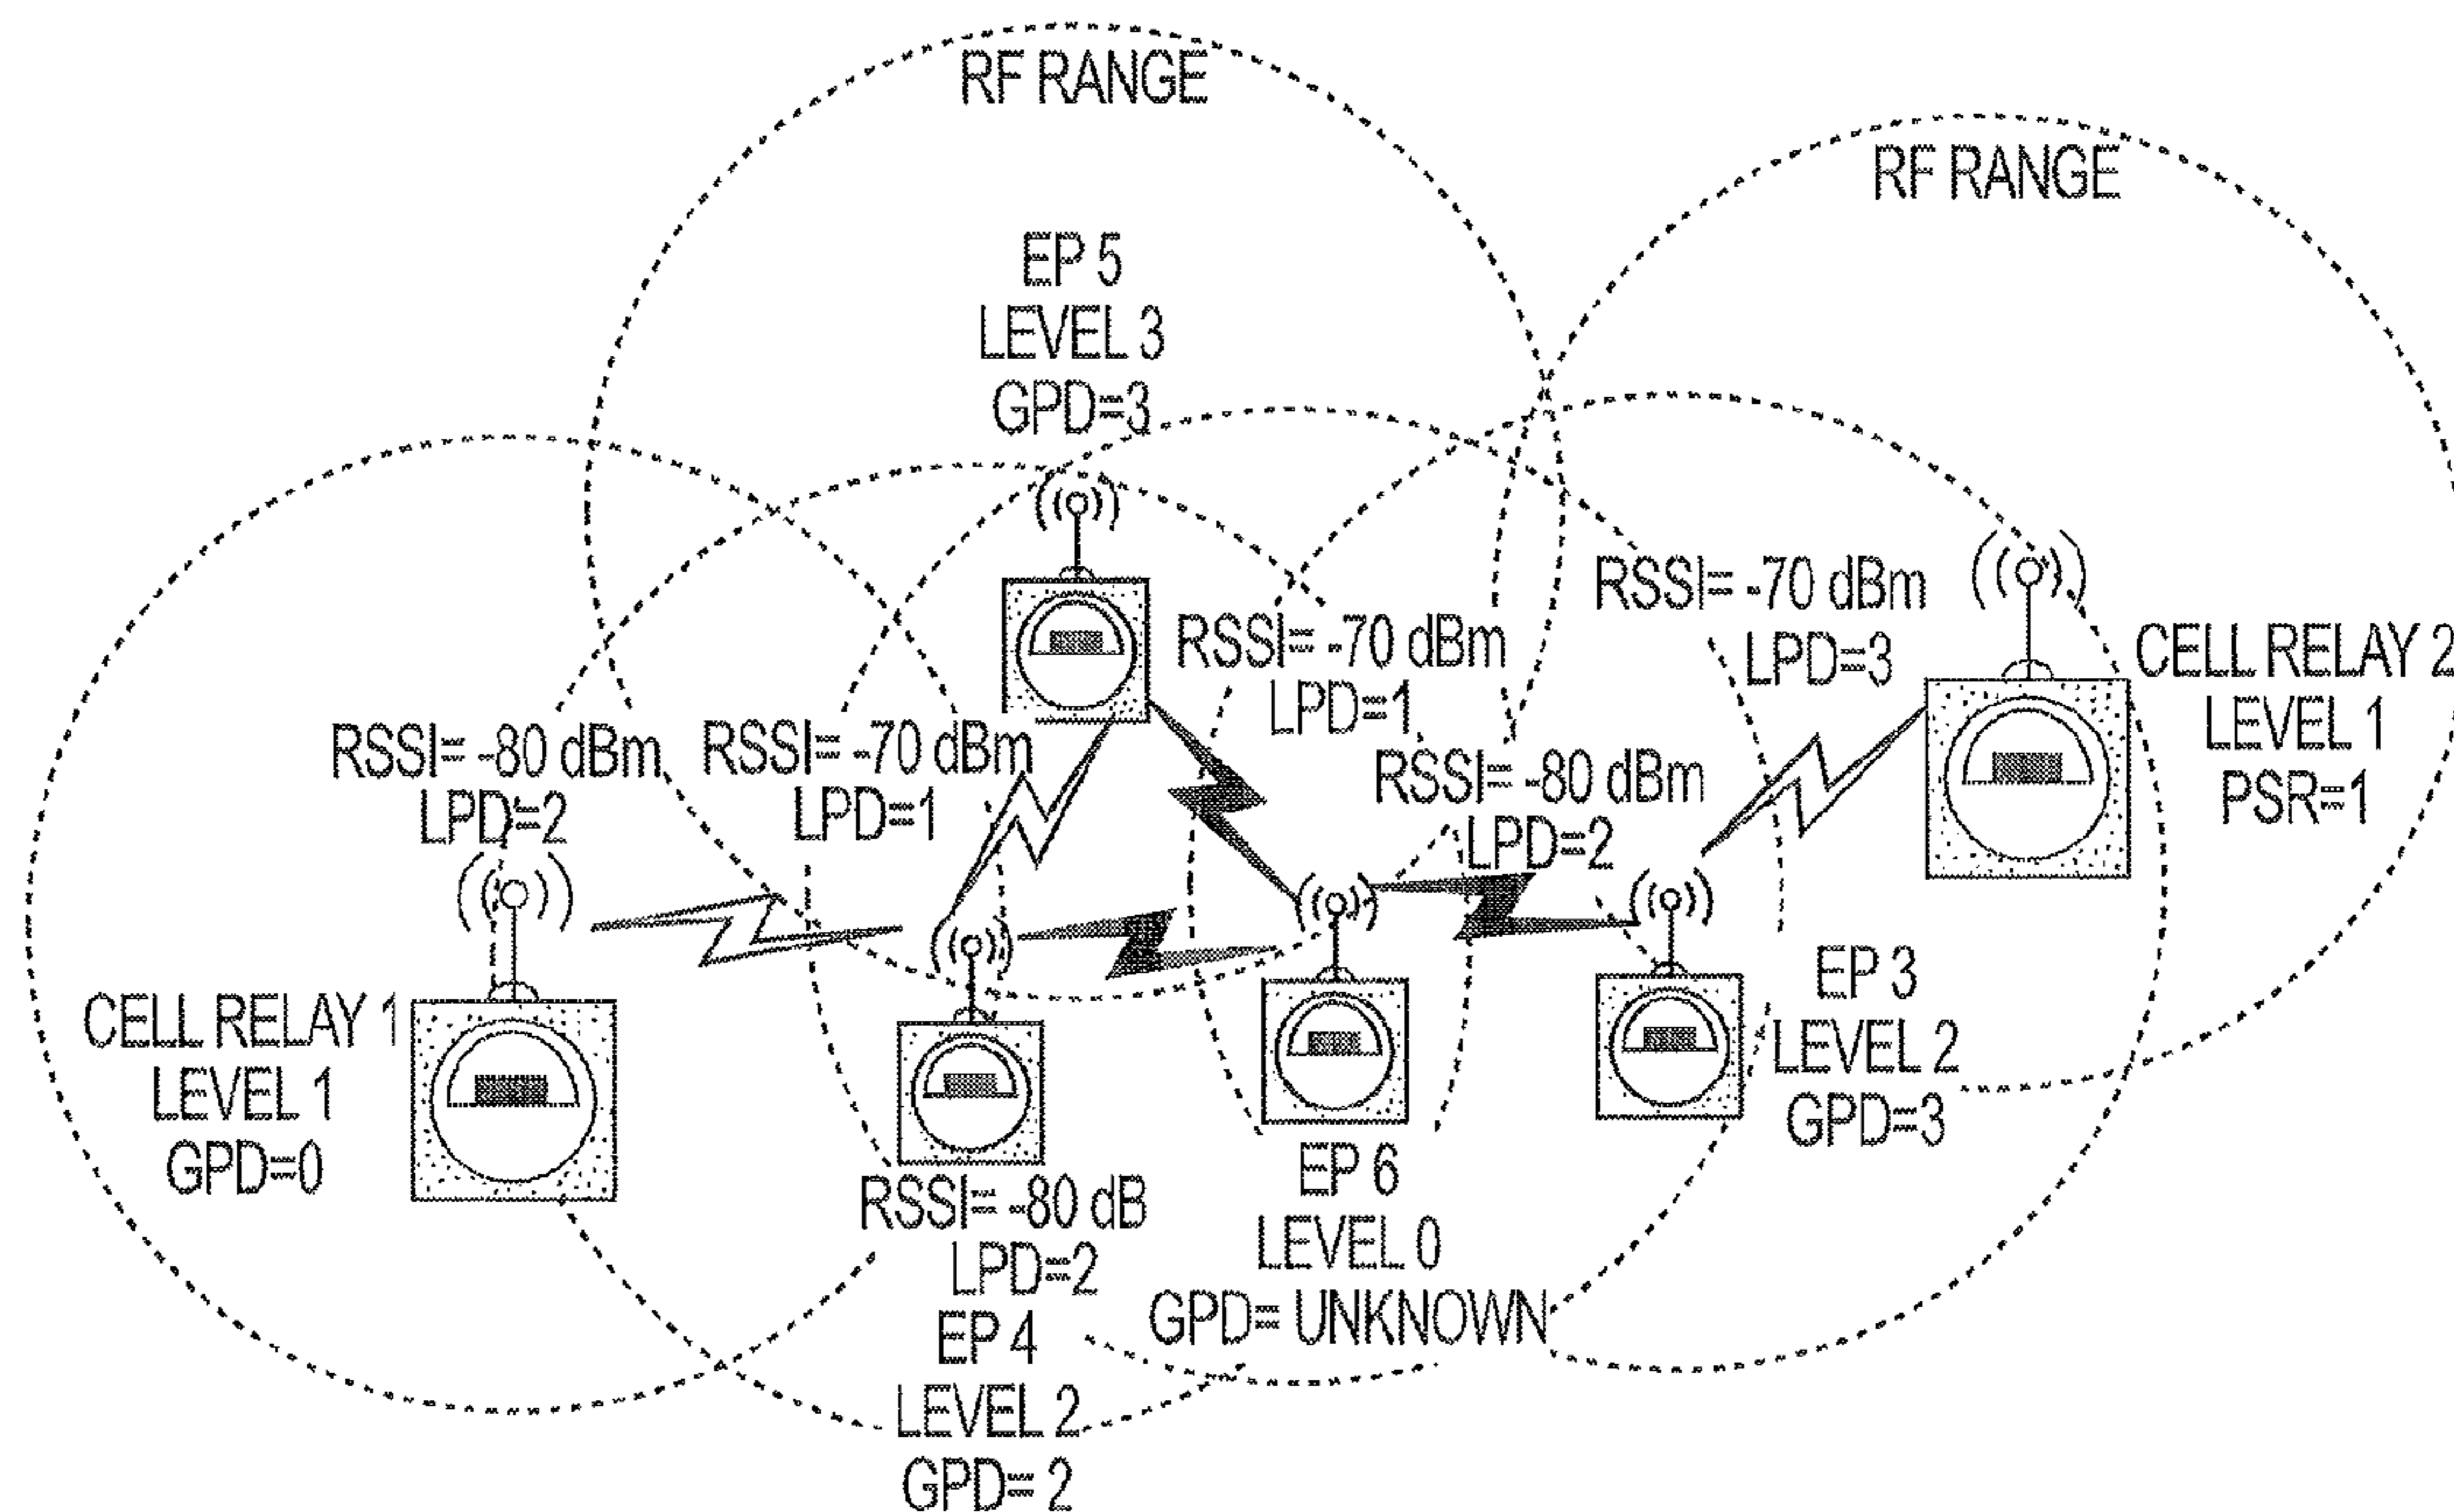 RF RANGE
RF RANGE
EP 5
LEVEL 3
GPD=3
RSSI= -70 dBm
LPD=3
RSSI= -70 dBm
LPD=1
CELL RELAY 2
LEVEL 1
PSR=1
RSSI= -80 dBm
LPD=2
RSSI= -70 dBm
LPD=1
RSSI= -80 dBm
LPD=2
CELL RELAY 1
LEVEL 1
GPD=0
EP 3
LEVEL 2
GPD=3
RSSI= -80 dB
LPD=2
EP 4
LEVEL 2
GPD= 2
EP 6
LEVEL 0
GPD= UNKNOWN